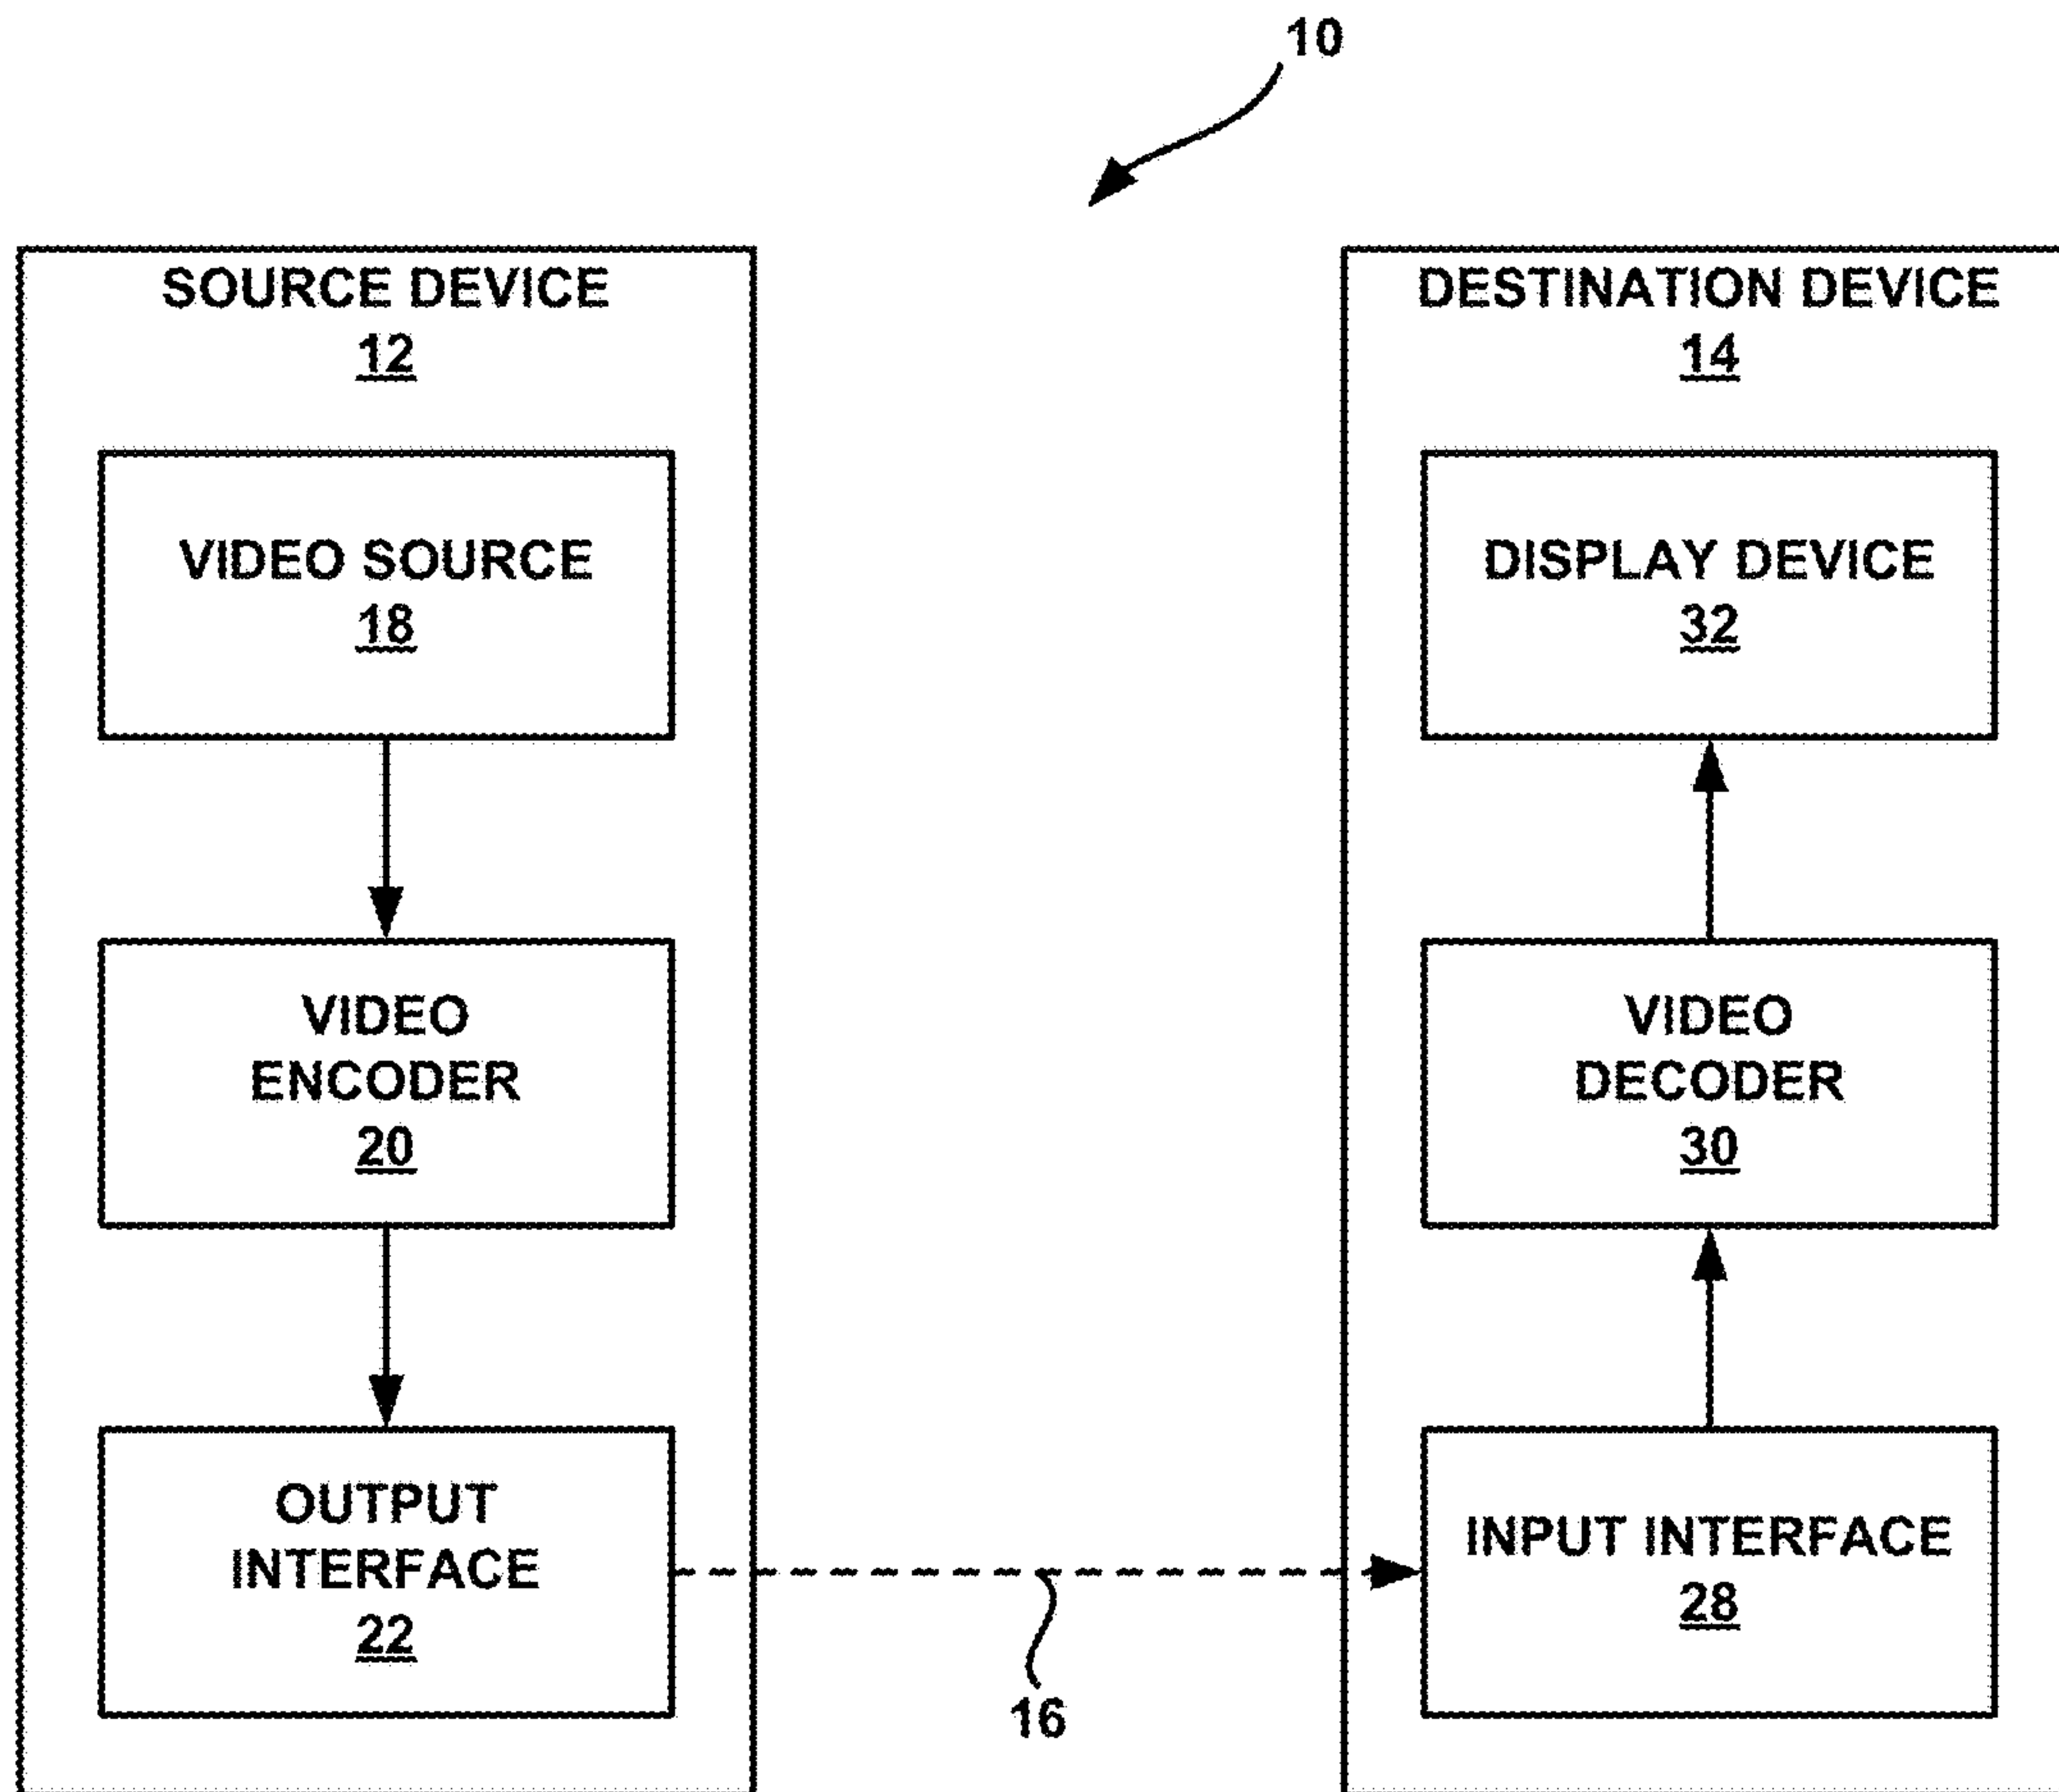 10
SOURCE DEVICE
12
VIDEO SOURCE
18
VIDEO
ENCODER
20
OUTPUT
INTERFACE
22
16
DESTINATION DEVICE
14
DISPLAY DEVICE
32
VIDEO
DECODER
30
INPUT INTERFACE
28